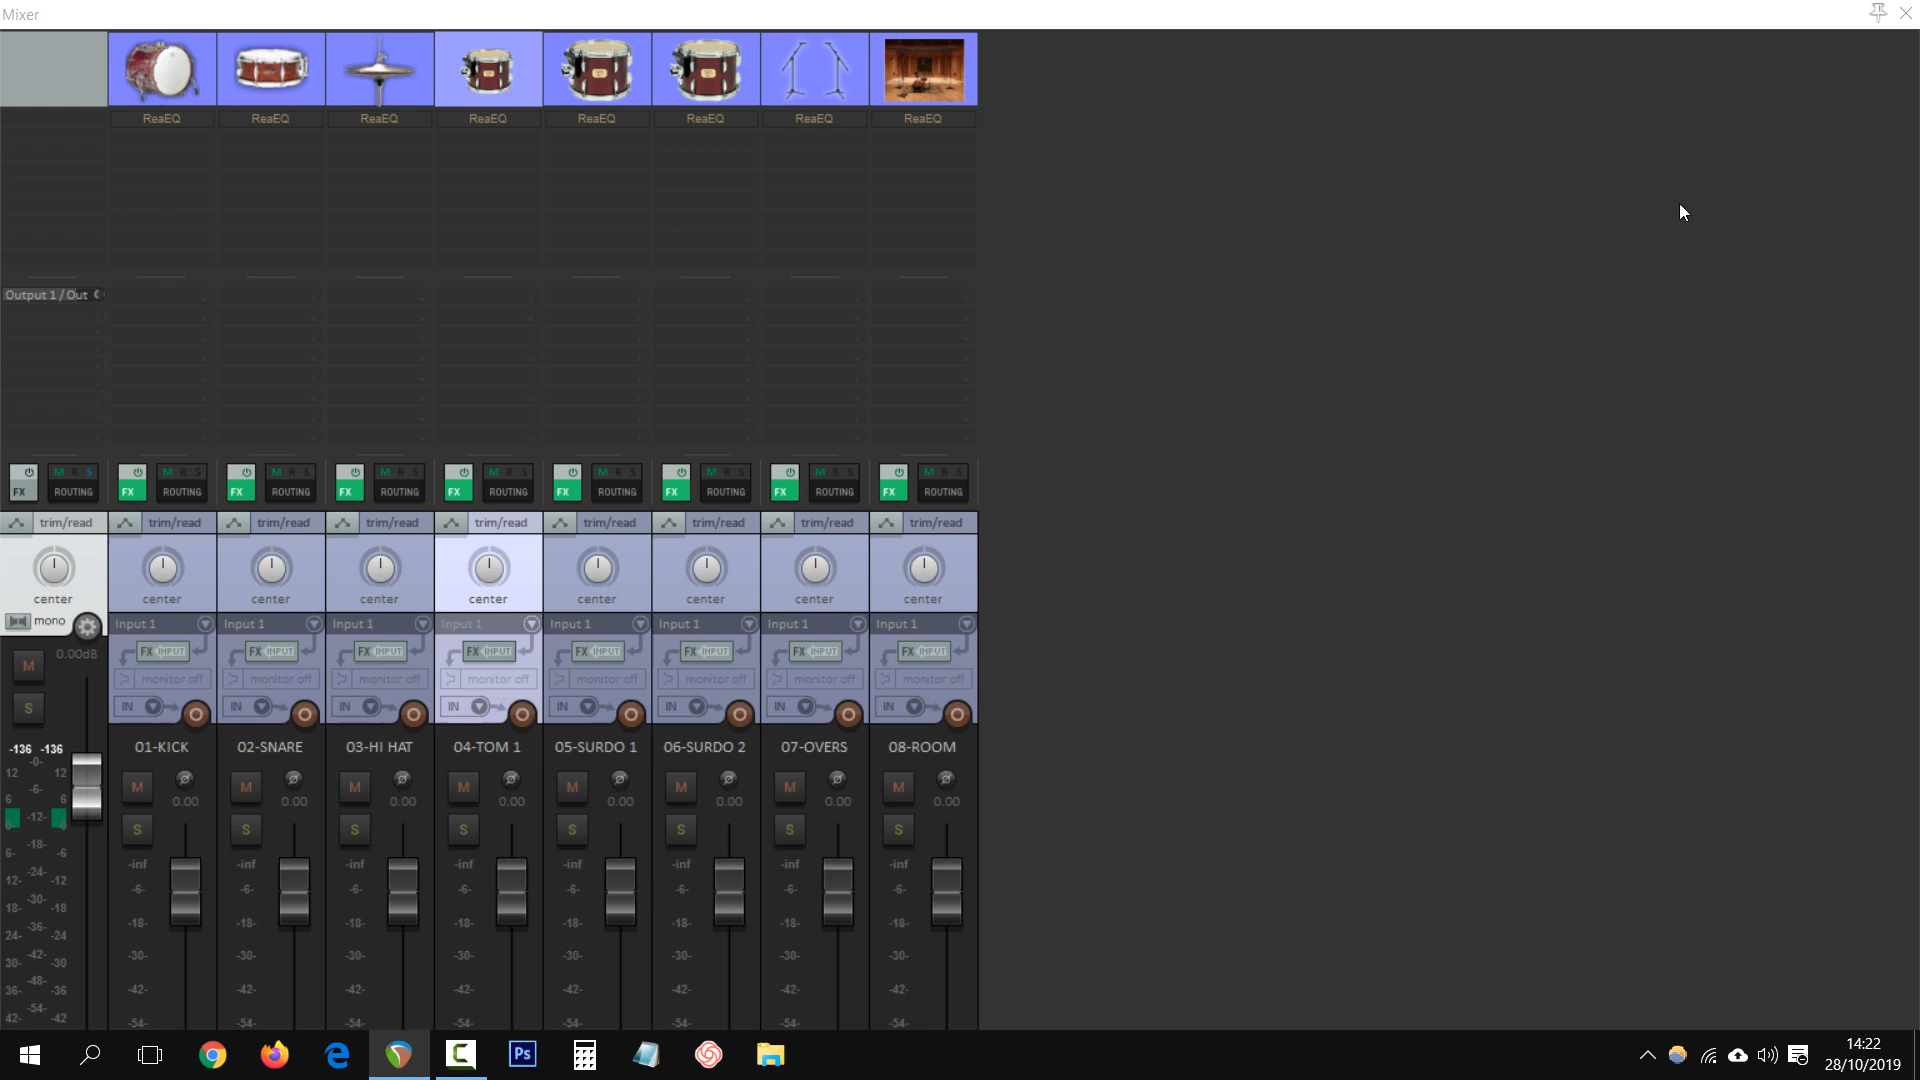 Mixer
ReaEQ ReaEQ ReaEQ ReaEQ ReaEQ ReaEQ ReaEQ ReaEQ
Output 1 / Out
M R S M R S M R S M R S M R S M R S M R S M R S M R S
FX ROUTING FX ROUTING FX ROUTING FX ROUTING FX ROUTING FX ROUTING FX ROUTING FX ROUTING FX ROUTING
trim/read trim/read trim/read trim/read trim/read trim/read trim/read trim/read trim/read
center center center center center center center center center
mono Input 1 Input 1 Input 1 Input 1 Input 1 Input 1 Input 1 Input 1
0.00dB FX INPUT FX INPUT FX INPUT FX INPUT FX INPUT FX INPUT FX INPUT FX INPUT
M monitor off monitor off monitor off monitor off monitor off monitor off monitor off monitor off
S IN IN IN IN IN IN IN IN
-136 -136 01-KICK 02-SNARE 03-HI HAT 04-TOM 1 05-SURDO 1 06-SURDO 2 07-OVERS 08-ROOM
-0-
12 12 M M M M M M M M
-6-
6 6 0.00 0.00 0.00 0.00 0.00 0.00 0.00 0.00
-12-
S S S S S S S S
-18-
6- -6 -inf -inf -inf -inf -inf -inf -inf -inf
-24-
12- -12 -6- -6- -6- -6- -6- -6- -6- -6-
-30-
18- -18 -18- -18- -18- -18- -18- -18- -18- -18-
-36-
24- -24
-42- -30- -30- -30- -30- -30- -30- -30- -30-
30- -30
-48-
36- -36 -42- -42- -42- -42- -42- -42- -42- -42-
-54-
42- -42 -54- -54- -54- -54- -54- -54- -54- -54-
Ps
14:22
28/10/2019